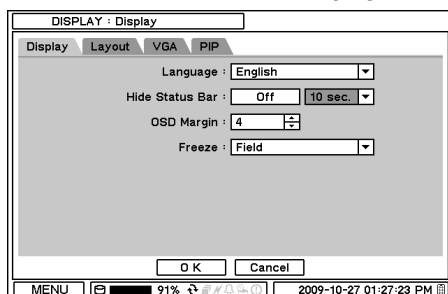 DISPLAY : Display
Display Layout VGA PIP
Language : English
Hide Status Bar : Off 10 sec.
OSD Margin : 4
Freeze : Field
O K Cancel
MENU 91% 2009-10-27 01:27:23 PM